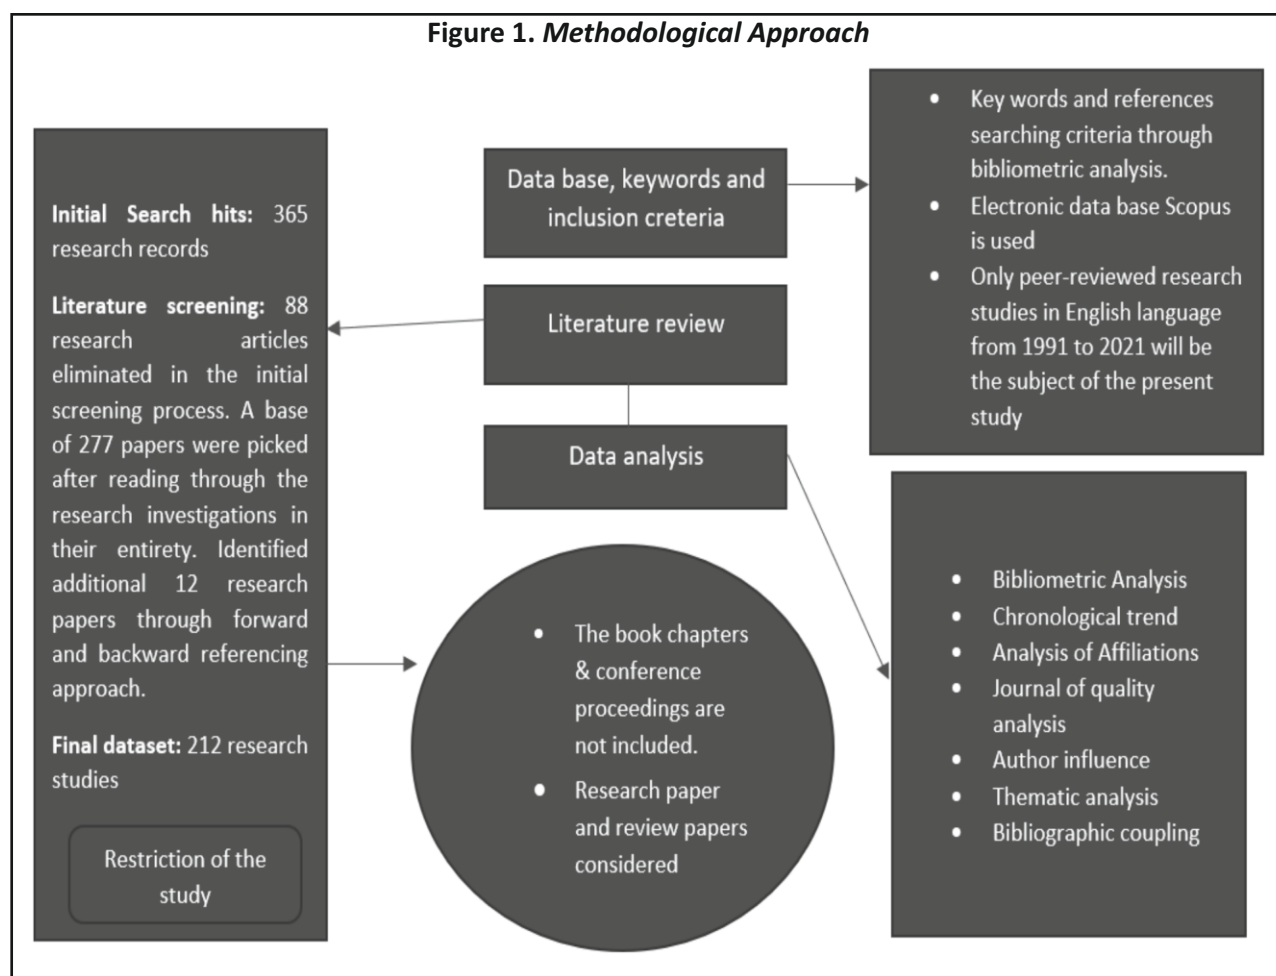 Figure 1. Methodological Approach
Initial Search hits: 365
research records
Literature screening: 88
research articles
eliminated in the initial
screening process. A base
of 277 papers were picked
after reading through the
research investigations in
their entirety. Identified
additional 12 research
papers through forward
and backward referencing
approach.
Final dataset: 212 research
studies
Restriction of the
study
Data base, keywords and
inclusion creteria
Literature review
Data analysis
• The book chapters
& conference
proceedings are
not included.
• Research paper
and review papers
considered
• Key words and references
searching criteria through
bibliometric analysis.
• Electronic data base Scopus
is used
• Only peer-reviewed research
studies in English language
from 1991 to 2021 will be
the subject of the present
study
• Bibliometric Analysis
• Chronological trend
• Analysis of Affiliations
• Journal of quality
analysis
• Author influence
• Thematic analysis
• Bibliographic coupling